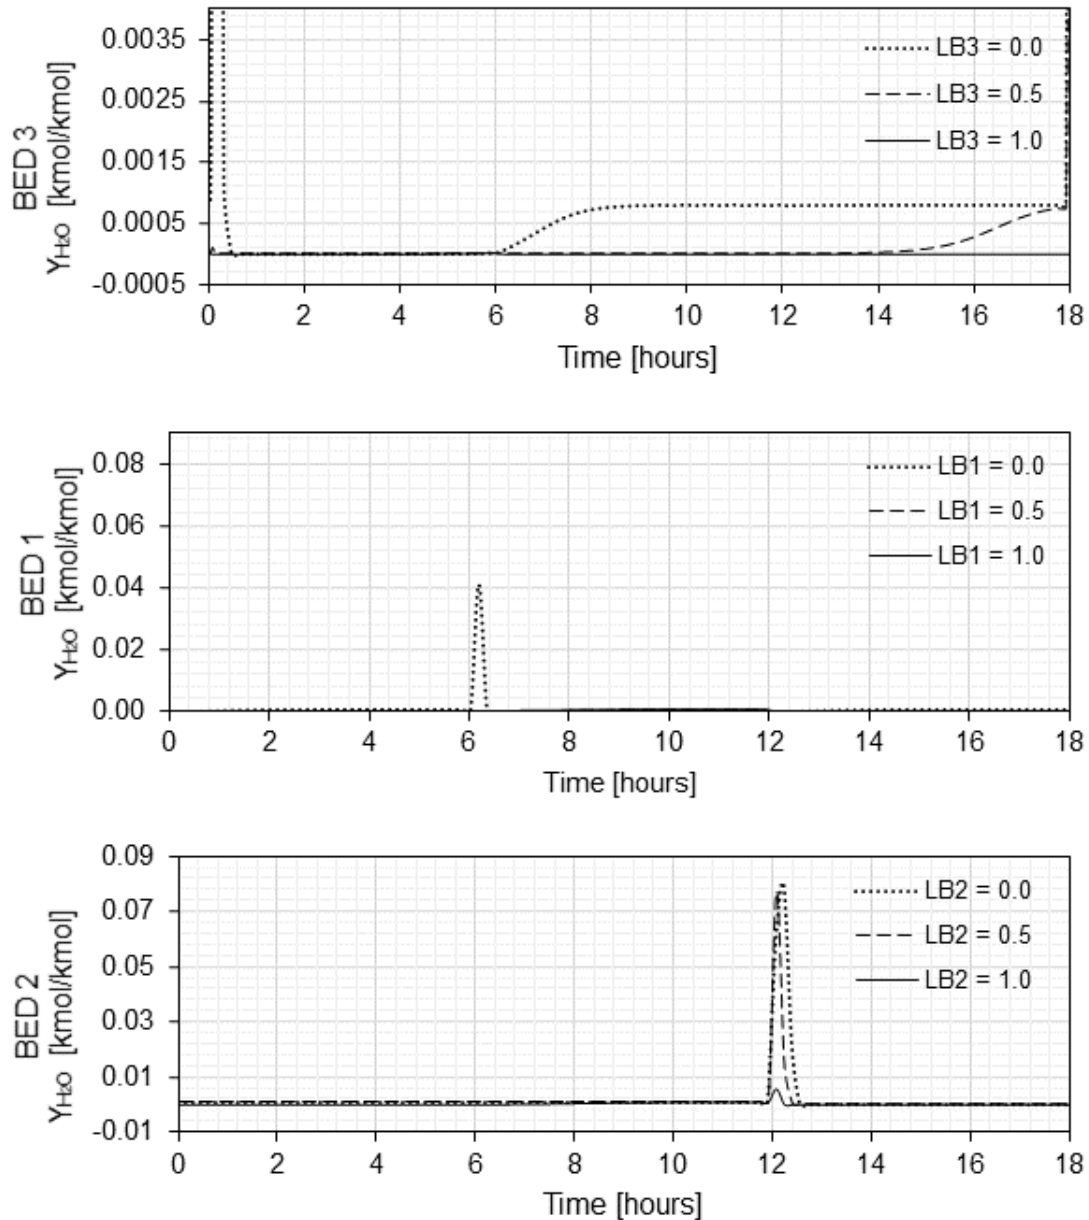 BED 3
YH₂O [kmol/kmol]
0.0035
0.0025
0.0015
0.0005
-0.0005
LB3 = 0.0
LB3 = 0.5
LB3 = 1.0
0 2 4 6 8 10 12 14 16 18
Time [hours]
BED 1
YH₂O [kmol/kmol]
0.08
0.06
0.04
0.02
0.00
LB1 = 0.0
LB1 = 0.5
LB1 = 1.0
0 2 4 6 8 10 12 14 16 18
Time [hours]
BED 2
YH₂O [kmol/kmol]
0.09
0.07
0.05
0.03
0.01
-0.01
LB2 = 0.0
LB2 = 0.5
LB2 = 1.0
0 2 4 6 8 10 12 14 16 18
Time [hours]